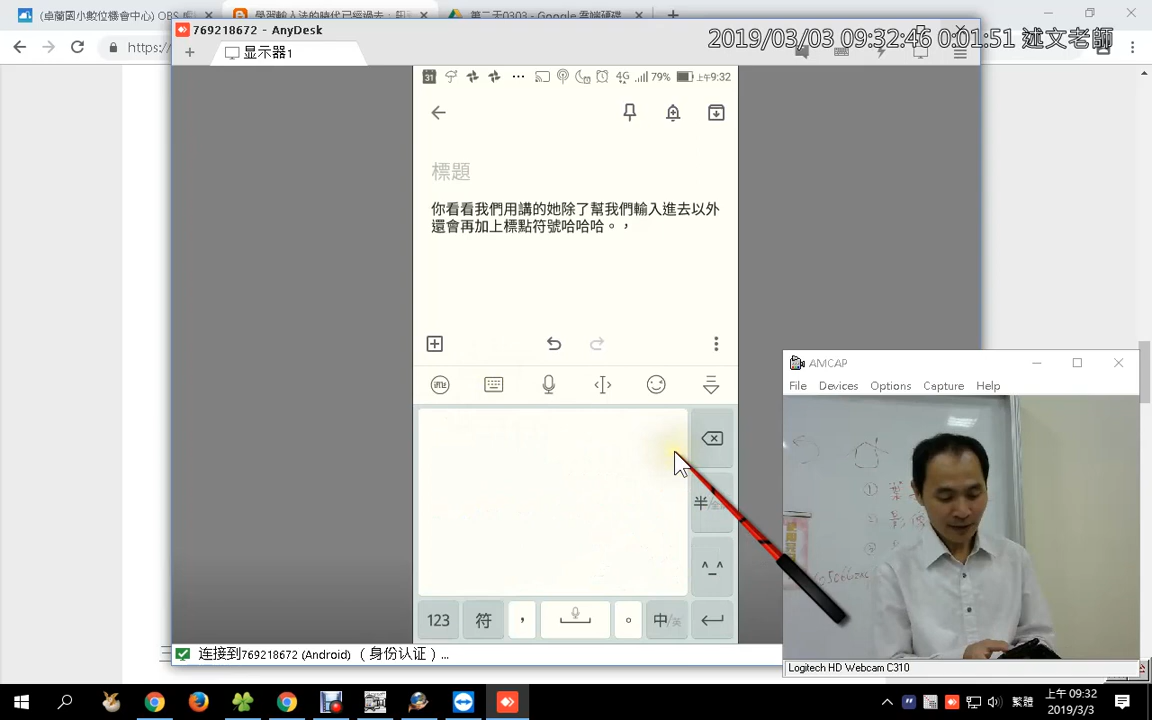 (卓蘭國小數位機會中心) OBS
學習輸入法的時代已經過去
第二天0303 - Google 雲端硬碟
https://
2019/03/03 09:32:46 0:01:51 述文老師
769218672 - AnyDesk
显示器1
31
4G
79%
上午9:32
標題
你看看我們用講的她除了幫我們輸入進去以外
還會再加上標點符號哈哈哈。，
半/全
^_^
123
符
，
。
中/英
连接到769218672 (Android) （身份认证）...
AMCAP
File Devices Options Capture Help
Logitech HD Webcam C310
繁體
上午 09:32
2019/3/3